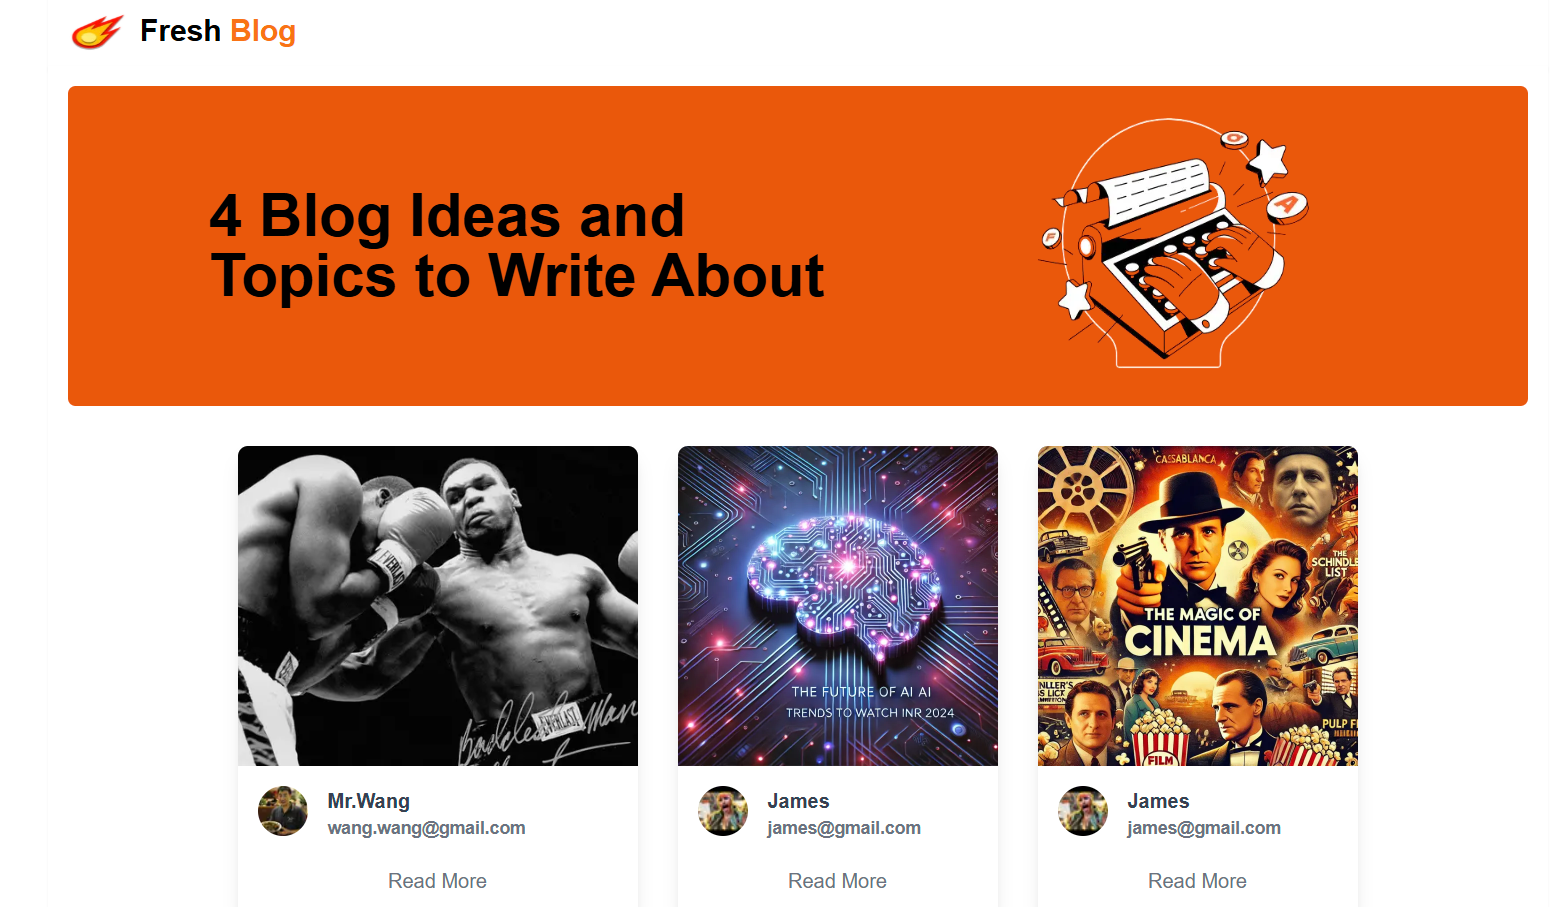 Fresh Blog
4 Blog Ideas and
Topics to Write About
Q
A
F
EVERLAST
EVERLAST
THE FUTURE OF AI AI
TRENDS TO WATCH INR 2024
CASSABLANCA
THE
SCHINDLE
LIST
THE MAGIC OF
CINEMA
PULP F
FILM
Mr.Wang
wang.wang@gmail.com
Read More
James
james@gmail.com
Read More
James
james@gmail.com
Read More